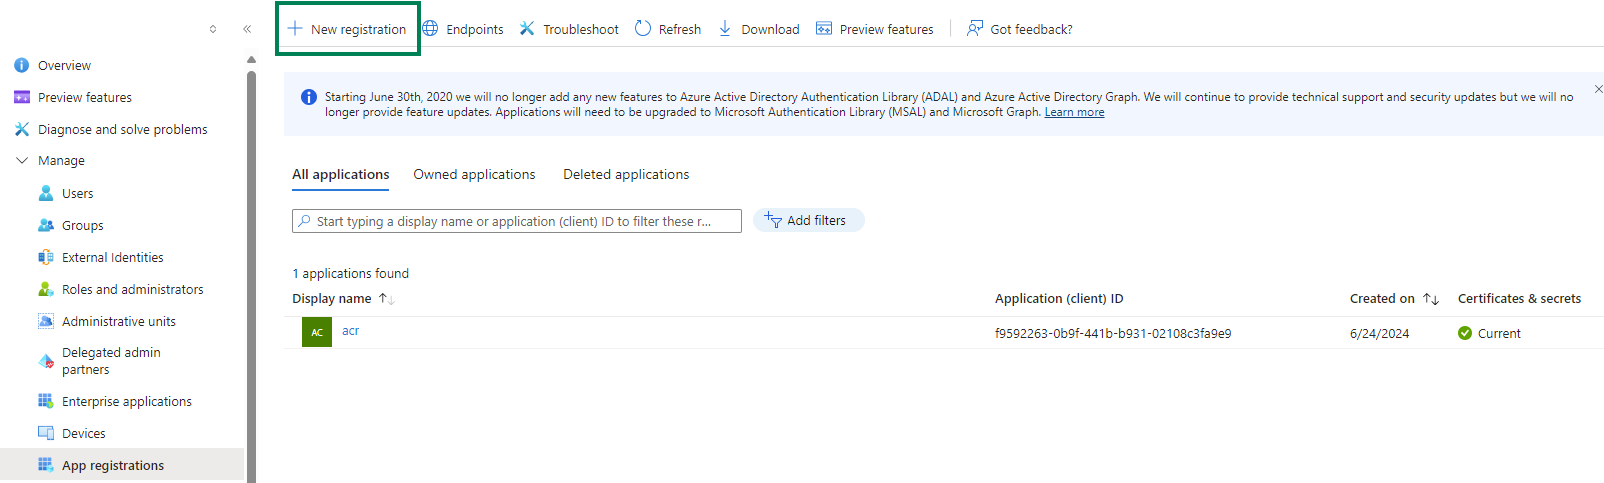 New registration
Endpoints
Troubleshoot
Refresh
Download
Preview features
Got feedback?
Overview
Preview features
Diagnose and solve problems
Manage
Users
Groups
External Identities
Roles and administrators
Administrative units
Delegated admin
partners
Enterprise applications
Devices
App registrations
Starting June 30th, 2020 we will no longer add any new features to Azure Active Directory Authentication Library (ADAL) and Azure Active Directory Graph. We will continue to provide technical support and security updates but we will no
longer provide feature updates. Applications will need to be upgraded to Microsoft Authentication Library (MSAL) and Microsoft Graph. Learn more
All applications
Owned applications
Deleted applications
Start typing a display name or application (client) ID to filter these r...
Add filters
1 applications found
Display name
Application (client) ID
Created on
Certificates & secrets
AC
acr
f9592263-0b9f-441b-b931-02108c3fa9e9
6/24/2024
Current